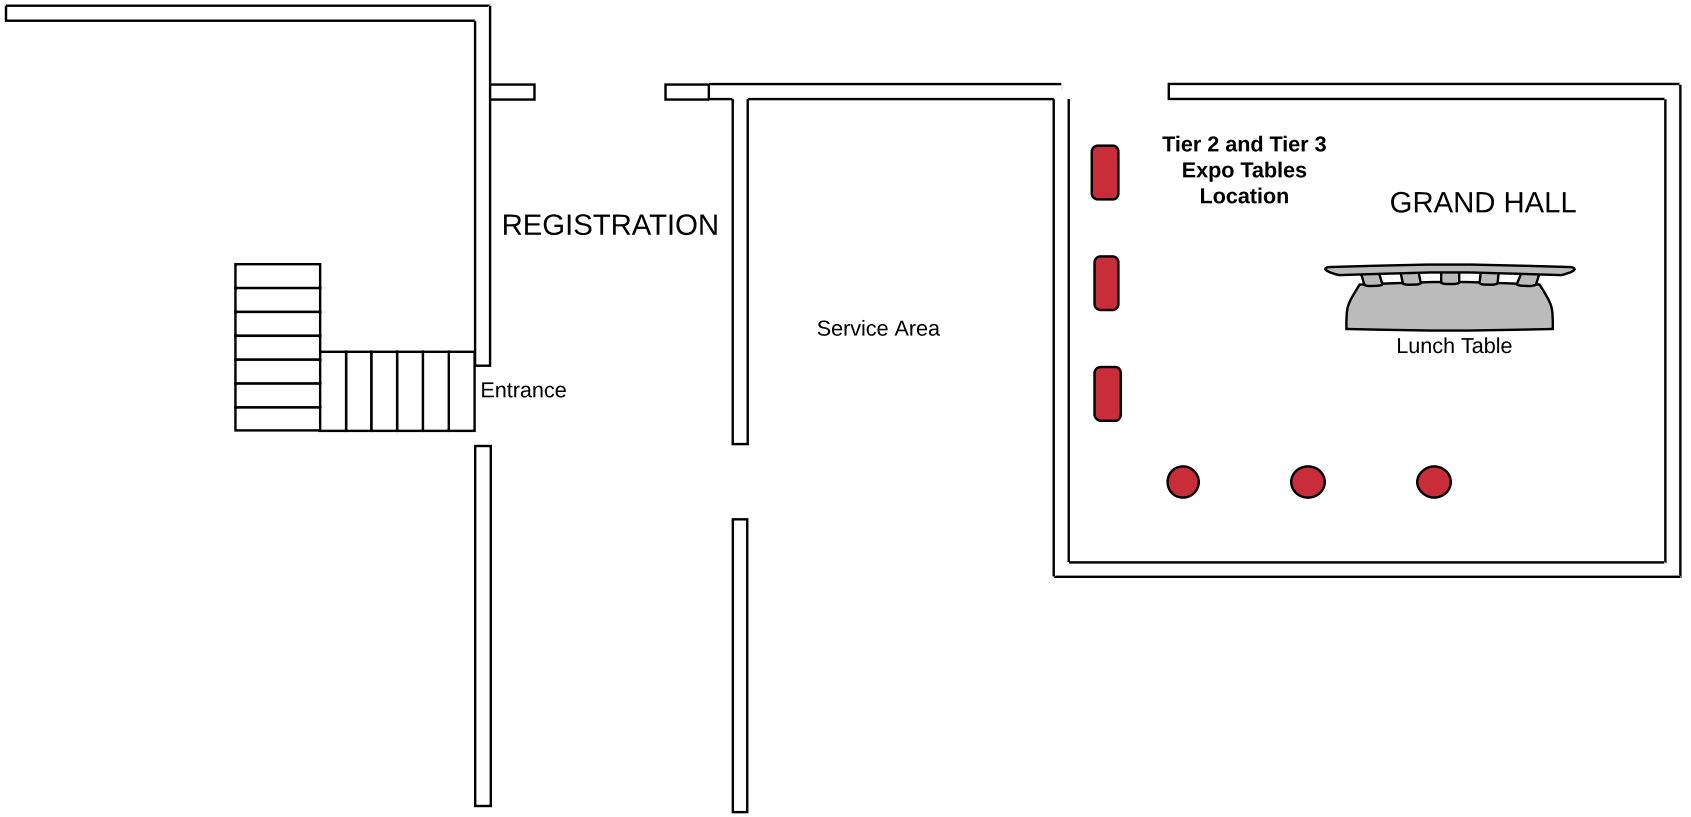 Tier 2 and Tier 3
Expo Tables
Location
GRAND HALL
REGISTRATION
Service Area
Lunch Table
Entrance